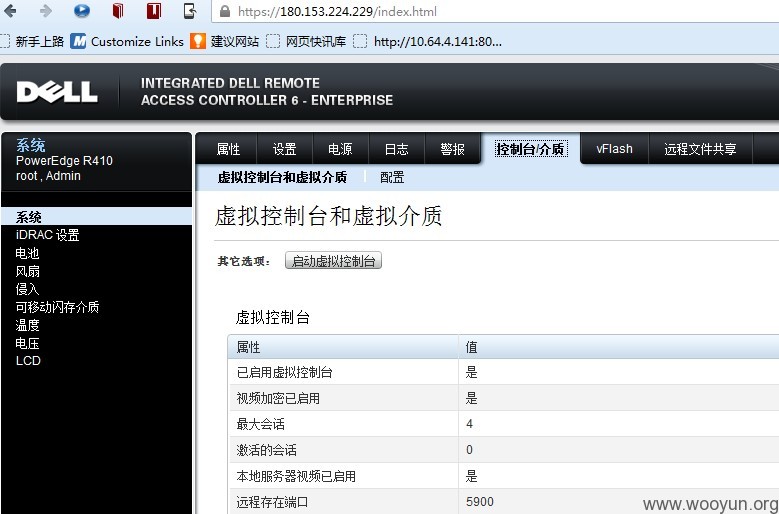 https://180.153.224.229/index.html
新手上路 Customize Links 建议网站 网页快讯库 http://10.64.4.141:80...
DELL
INTEGRATED DELL REMOTE
ACCESS CONTROLLER 6 - ENTERPRISE
系统
PowerEdge R410
root , Admin
属性 设置 电源 日志 警报 控制台/介质 vFlash 远程文件共享
虚拟控制台和虚拟介质 配置
系统
iDRAC 设置
电池
风扇
侵入
可移动闪存介质
温度
电压
LCD
虚拟控制台和虚拟介质
其它选项: 启动虚拟控制台
虚拟控制台
属性 值
已启用虚拟控制台 是
视频加密已启用 是
最大会话 4
激活的会话 0
本地服务器视频已启用 是
远程存在端口 5900
www.wooyun.org